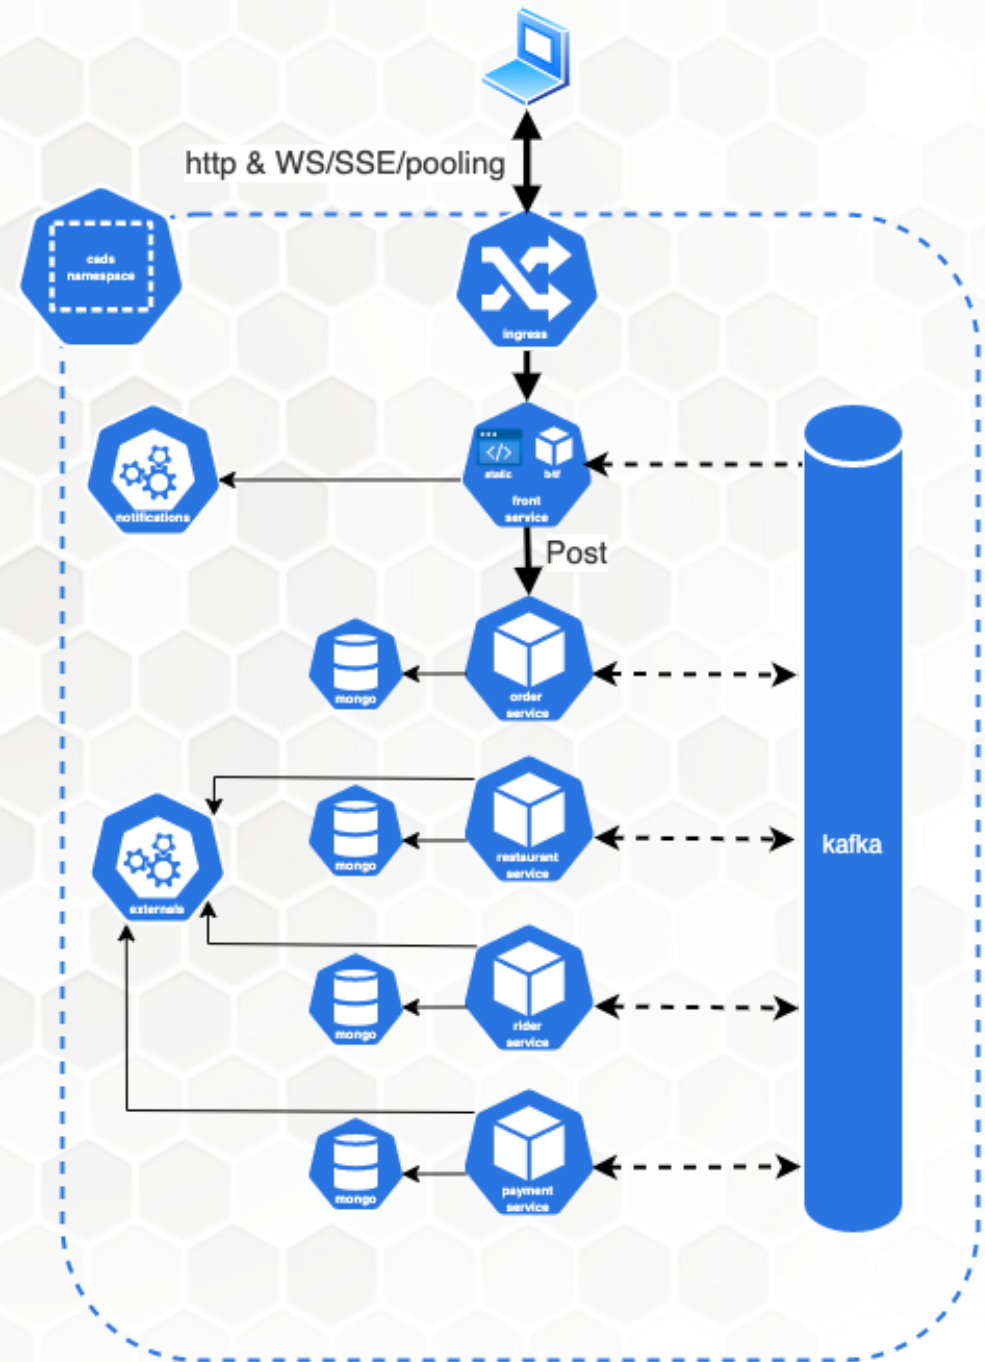 http & WS/SSE/pooling
cads
namespace
ingress
static
b4f
front
service
notifications
Post
mongo
order
service
mongo
restaurant
service
externals
kafka
mongo
rider
service
mongo
payment
service